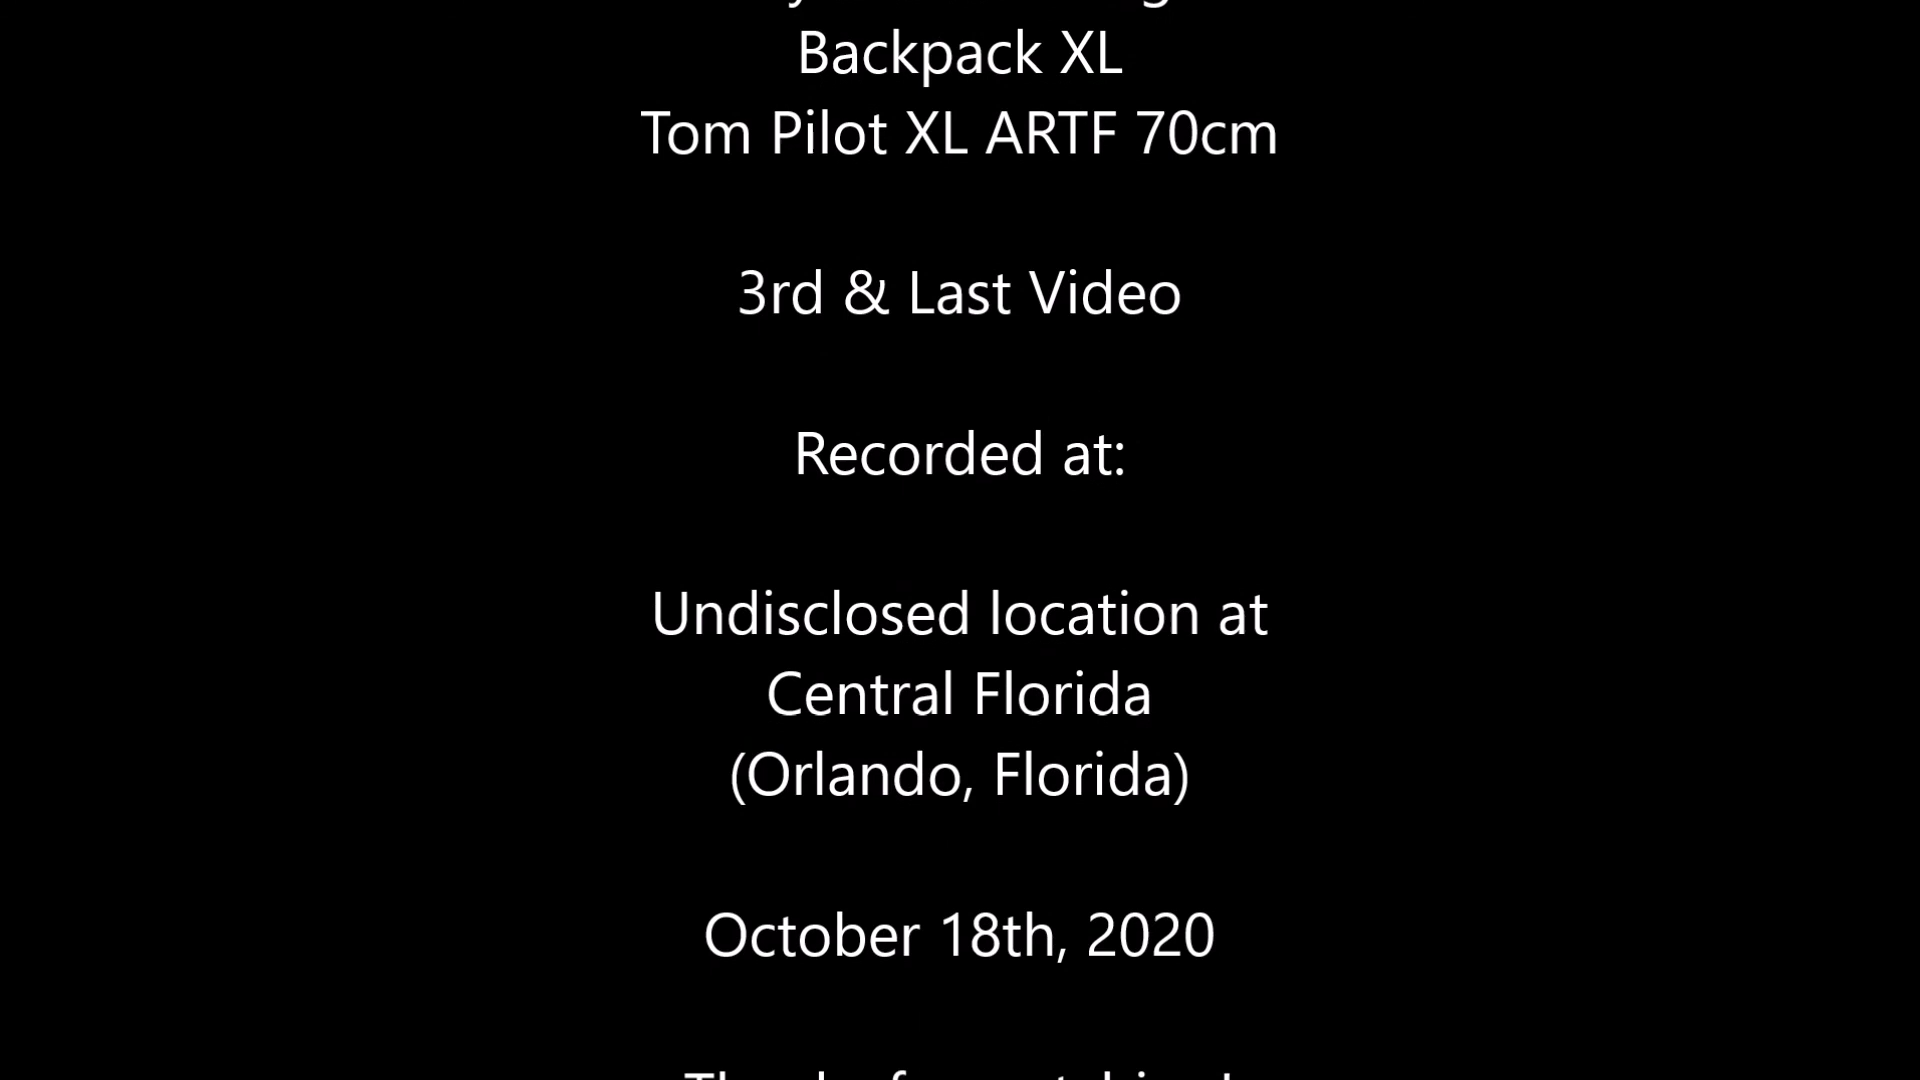 Backpack XL
Tom Pilot XL ARTF 70cm
3rd & Last Video
Recorded at:
Undisclosed location at
Central Florida
(Orlando, Florida)
October 18th, 2020